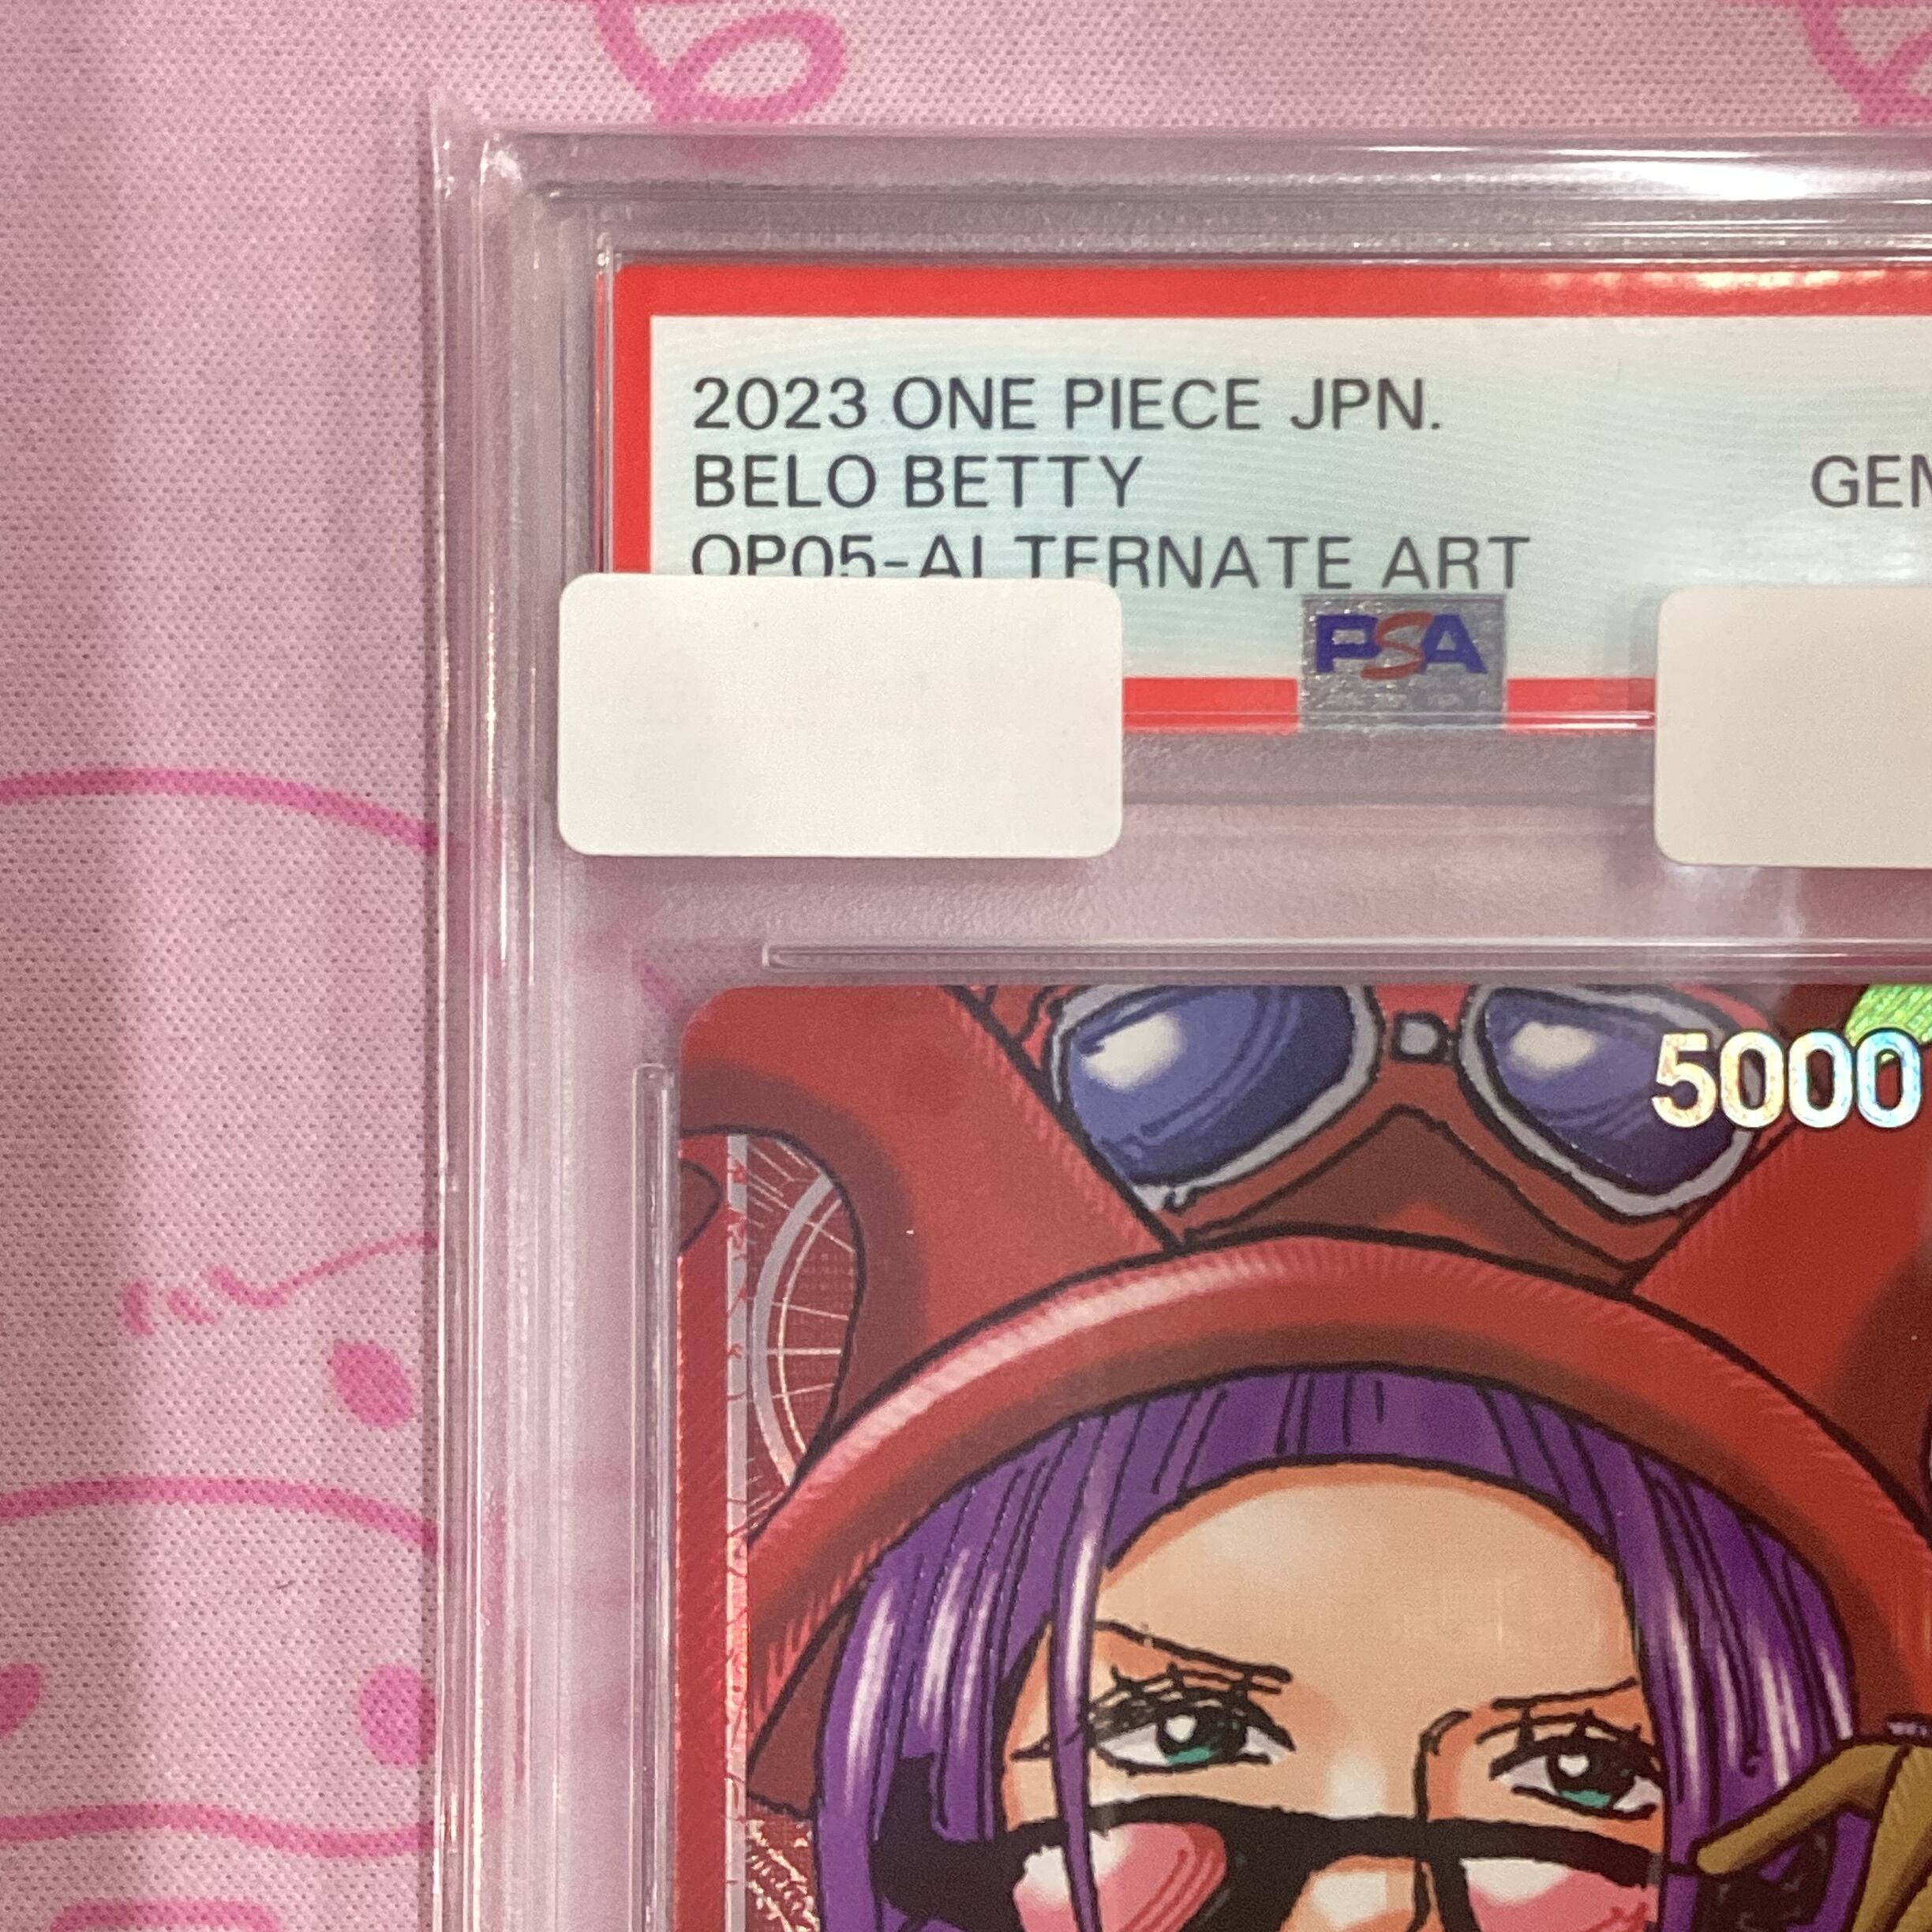 2023 ONE PIECE JPN.
BELO BETTY
GEM
OP05-ALTERNATE ART
PSA
5000